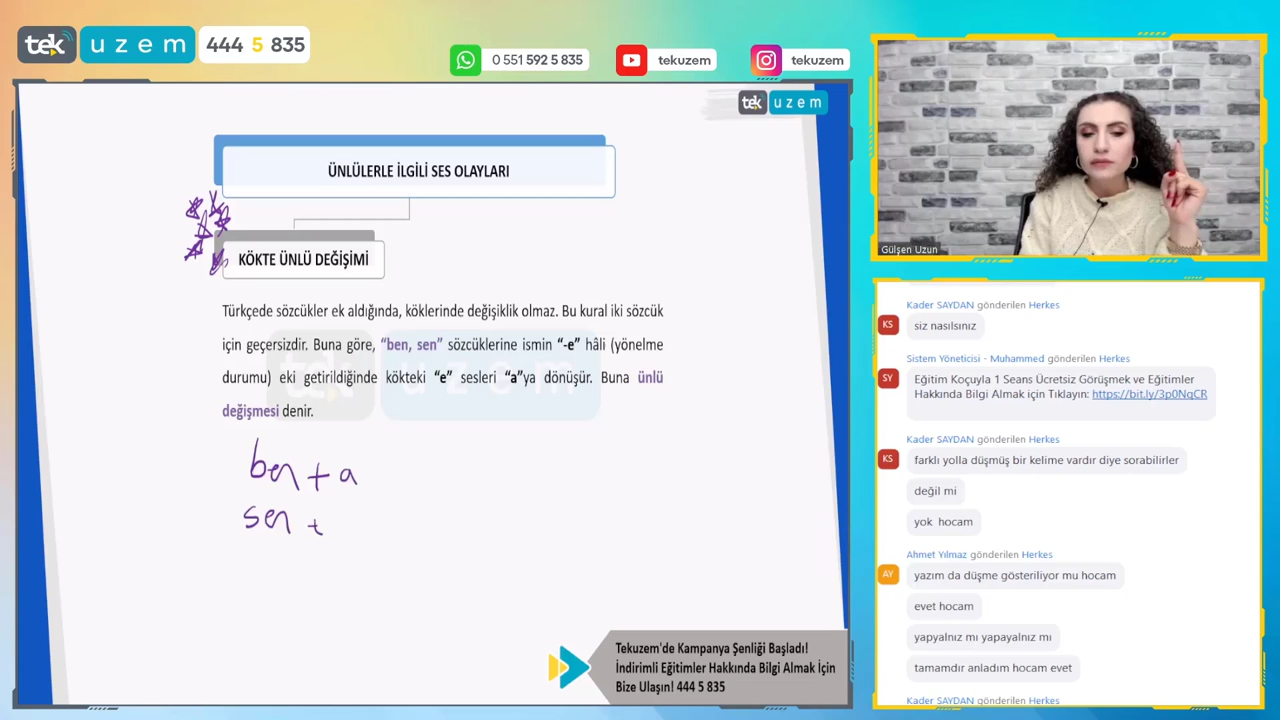 tek uzem 444 5 835
0 551 592 5 835
tekuzem
tekuzem
tek uzem
ÜNLÜLERLE İLGİLİ SES OLAYLARI
KÖKTE ÜNLÜ DEĞİŞİMİ
Türkçede sözcükler ek aldığında, köklerinde değişiklik olmaz. Bu kural iki sözcük
için geçersizdir. Buna göre, “ben, sen” sözcüklerine ismin “-e” hâli (yönelme
durumu) eki getirildiğinde kökteki “e” sesleri “a”ya dönüşür. Buna ünlü
değişmesi denir.
ben + a
sen +
Tekuzem'de Kampanya Şenliği Başladı!
İndirimli Eğitimler Hakkında Bilgi Almak İçin
Bize Ulaşın! 444 5 835
Gülşen Uzun
Kader SAYDAN gönderilen Herkes
KS
siz nasılsınız
Sistem Yöneticisi - Muhammed gönderilen Herkes
SY
Eğitim Koçuyla 1 Seans Ücretsiz Görüşmek ve Eğitimler
Hakkında Bilgi Almak için Tıklayın: https://bit.ly/3p0NqCR
Kader SAYDAN gönderilen Herkes
KS
farklı yolla düşmüş bir kelime vardır diye sorabilirler
değil mi
yok hocam
Ahmet Yılmaz gönderilen Herkes
AY
yazım da düşme gösteriliyor mu hocam
evet hocam
yapyalnız mı yapayalnız mı
tamamdır anladım hocam evet
Kader SAYDAN gönderilen Herkes